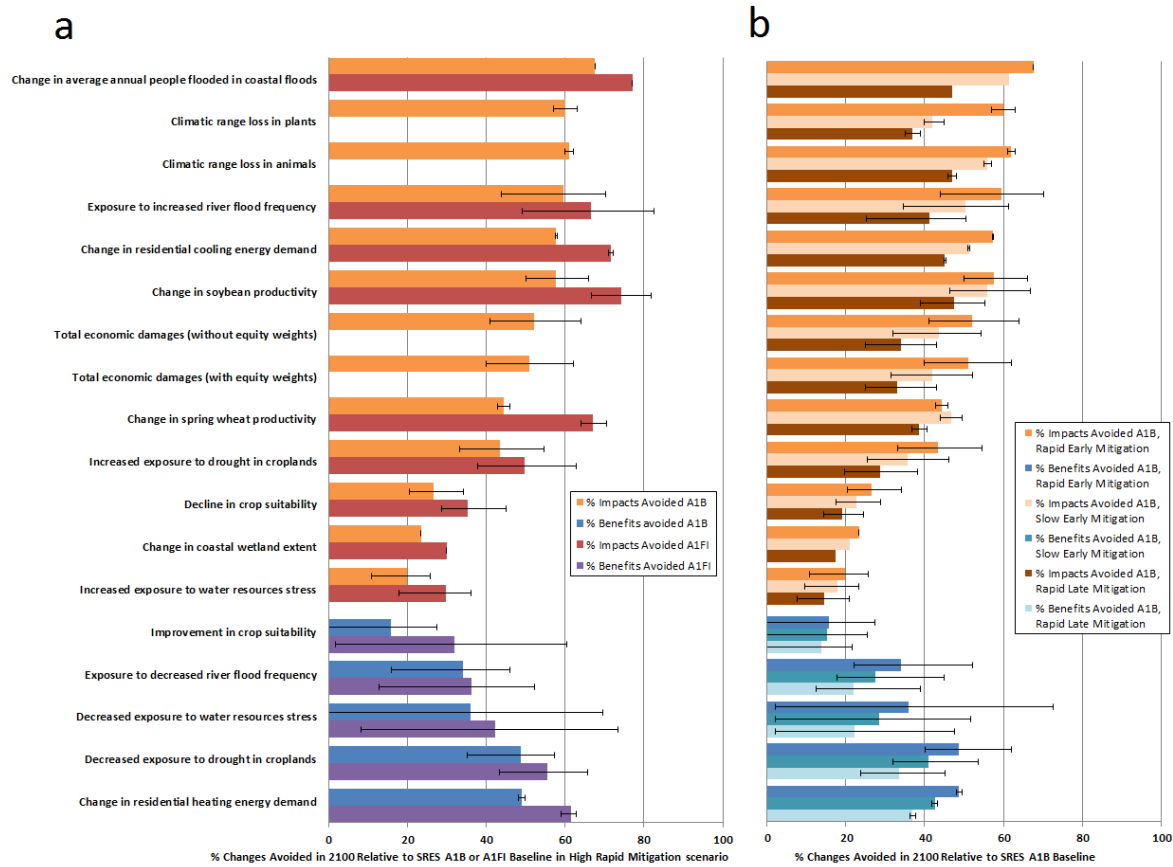 a
b
Change in average annual people flooded in coastal floods
Climatic range loss in plants
Climatic range loss in animals
Exposure to increased river flood frequency
Change in residential cooling energy demand
Change in soybean productivity
Total economic damages (without equity weights)
Total economic damages (with equity weights)
Change in spring wheat productivity
Increased exposure to drought in croplands
Decline in crop suitability
Change in coastal wetland extent
Increased exposure to water resources stress
Improvement in crop suitability
Exposure to decreased river flood frequency
Decreased exposure to water resources stress
Decreased exposure to drought in croplands
Change in residential heating energy demand
% Impacts Avoided A1B
% Benefits avoided A1B
% Impacts Avoided A1FI
% Benefits Avoided A1FI
0 20 40 60 80 100
% Changes Avoided in 2100 Relative to SRES A1B or A1FI Baseline in High Rapid Mitigation scenario
% Impacts Avoided A1B,
Rapid Early Mitigation
% Benefits Avoided A1B,
Rapid Early Mitigation
% Impacts Avoided A1B,
Slow Early Mitigation
% Benefits Avoided A1B,
Slow Early Mitigation
% Impacts Avoided A1B,
Rapid Late Mitigation
% Benefits Avoided A1B,
Rapid Late Mitigation
0 20 40 60 80 100
% Changes Avoided in 2100 Relative to SRES A1B Baseline